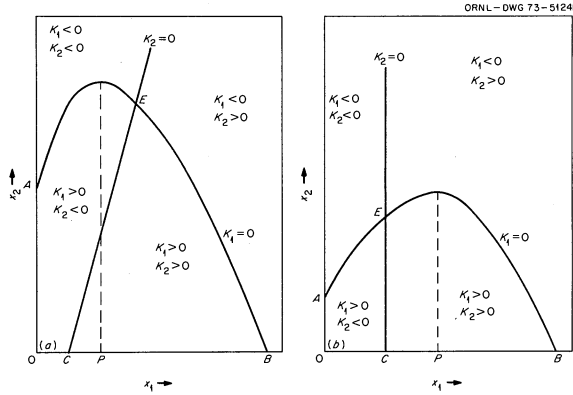 ORNL-DWG 73-5124
K₁<0
K₂<0
K₂=0
E
K₁<0
K₂>0
A
x₂
K₁>0
K₂<0
K₁=0
K₁>0
K₂>0
(a)
O
C
P
B
x₁
K₂=0
K₁<0
K₂>0
K₁<0
K₂<0
x₂
E
K₁=0
A
K₁>0
K₂<0
K₁>0
K₂>0
(b)
O
C
P
B
x₁